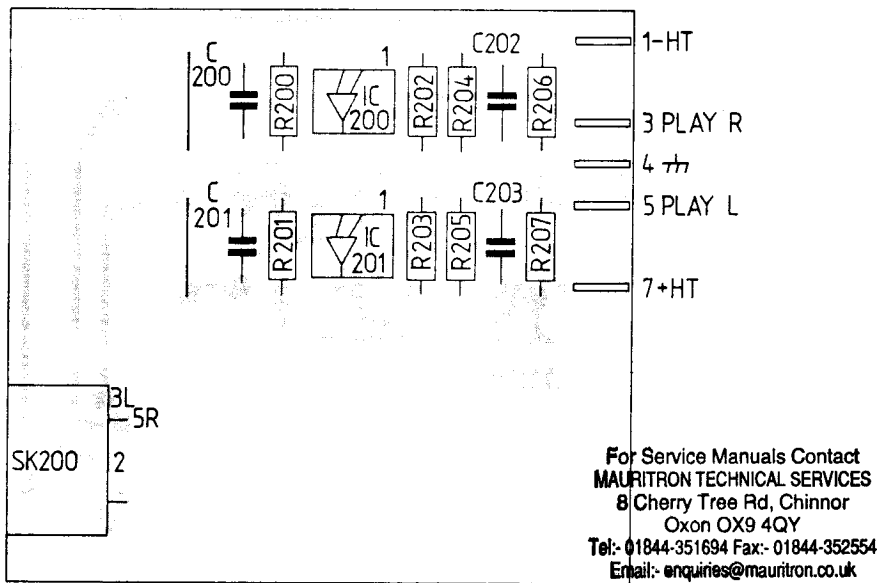 C
200
R200
1
IC
200
R202
R204
C202
R206
1-HT
3 PLAY R
4
C
201
R201
1
IC
201
R203
R205
C203
R207
5 PLAY L
7+HT
3L
5R
SK200
2
For Service Manuals Contact
MAURITRON TECHNICAL SERVICES
8 Cherry Tree Rd, Chinnor
Oxon OX9 4QY
Tel:- 01844-351694 Fax:- 01844-352554
Email:- enquiries@mauritron.co.uk